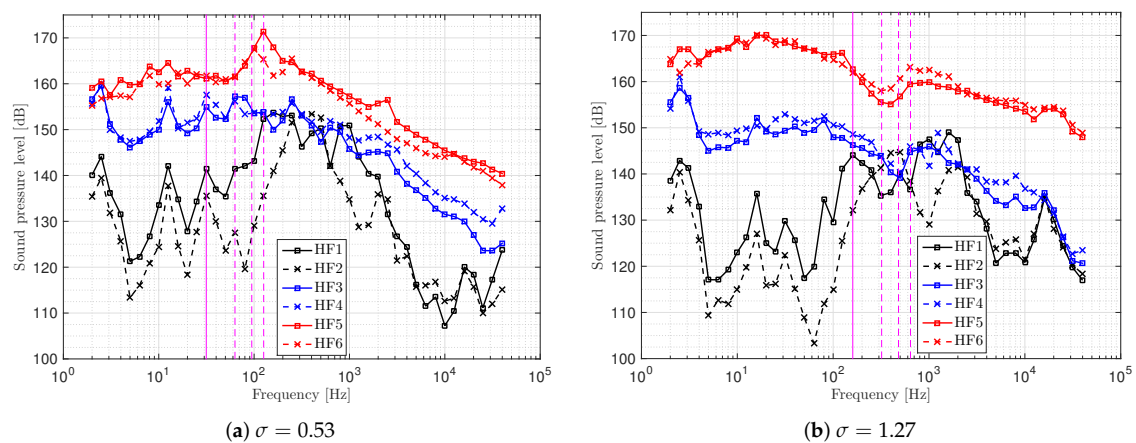 170
160
150
140
130
120
110
100
Sound pressure level [dB]
10^0
10^1
10^2
10^3
10^4
10^5
Frequency [Hz]
HF1
HF2
HF3
HF4
HF5
HF6
(a) σ = 0.53
170
160
150
140
130
120
110
100
Sound pressure level [dB]
10^0
10^1
10^2
10^3
10^4
10^5
Frequency [Hz]
HF1
HF2
HF3
HF4
HF5
HF6
(b) σ = 1.27